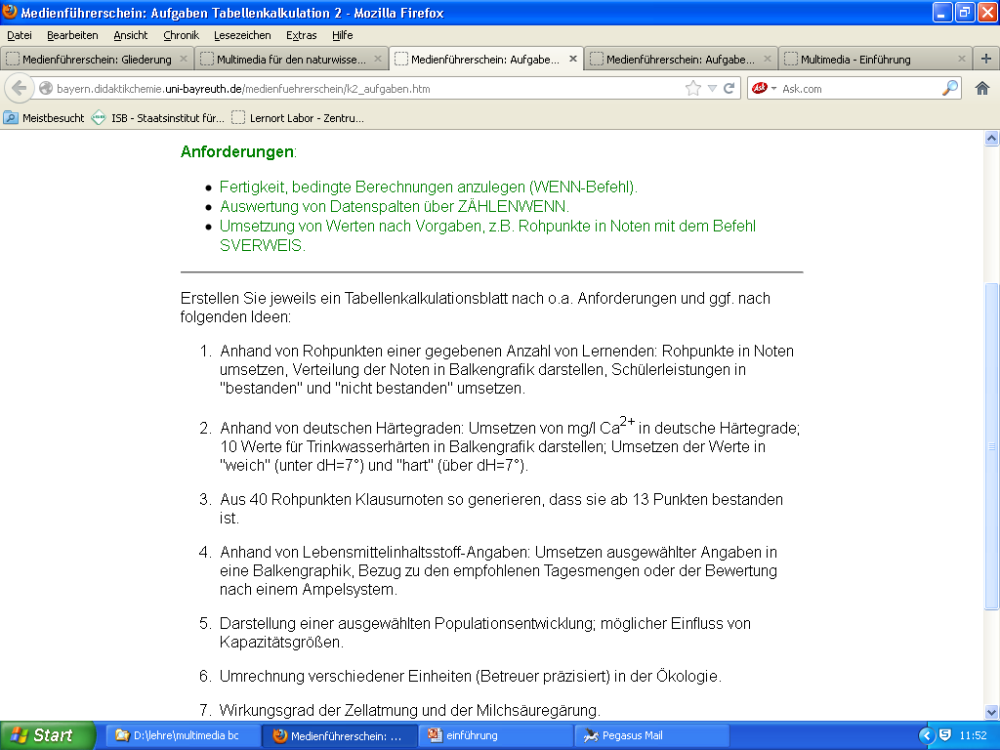 Medienführerschein: Aufgaben Tabellenkalkulation 2 - Mozilla Firefox
Datei Bearbeiten Ansicht Chronik Lesezeichen Extras Hilfe
Medienführerschein: Gliederung × Multimedia für den naturwisse... × Medienführerschein: Aufgabe... × Medienführerschein: Aufgabe... × Multimedia - Einführung × +
bayern.didaktikchemie.uni-bayreuth.de/medienfuehrerschein/k2_aufgaben.htm Ask Ask.com
Meistbesucht ISB - Staatsinstitut für... Lernort Labor - Zentru...
Anforderungen:
• Fertigkeit, bedingte Berechnungen anzulegen (WENN-Befehl).
• Auswertung von Datenspalten über ZÄHLENWENN.
• Umsetzung von Werten nach Vorgaben, z.B. Rohpunkte in Noten mit dem Befehl
SVERWEIS.
Erstellen Sie jeweils ein Tabellenkalkulationsblatt nach o.a. Anforderungen und ggf. nach
folgenden Ideen:
1. Anhand von Rohpunkten einer gegebenen Anzahl von Lernenden: Rohpunkte in Noten
umsetzen, Verteilung der Noten in Balkengrafik darstellen, Schülerleistungen in
"bestanden" und "nicht bestanden" umsetzen.
2. Anhand von deutschen Härtegraden: Umsetzen von mg/l Ca2+ in deutsche Härtegrade;
10 Werte für Trinkwasserhärten in Balkengrafik darstellen; Umsetzen der Werte in
"weich" (unter dH=7°) und "hart" (über dH=7°).
3. Aus 40 Rohpunkten Klausurnoten so generieren, dass sie ab 13 Punkten bestanden
ist.
4. Anhand von Lebensmittelinhaltsstoff-Angaben: Umsetzen ausgewählter Angaben in
eine Balkengraphik, Bezug zu den empfohlenen Tagesmengen oder der Bewertung
nach einem Ampelsystem.
5. Darstellung einer ausgewählten Populationsentwicklung; möglicher Einfluss von
Kapazitätsgrößen.
6. Umrechnung verschiedener Einheiten (Betreuer präzisiert) in der Ökologie.
7. Wirkungsgrad der Zellatmung und der Milchsäuregärung.
Start D:\lehre\multimedia bc Medienführerschein: ... einführung Pegasus Mail 11:52